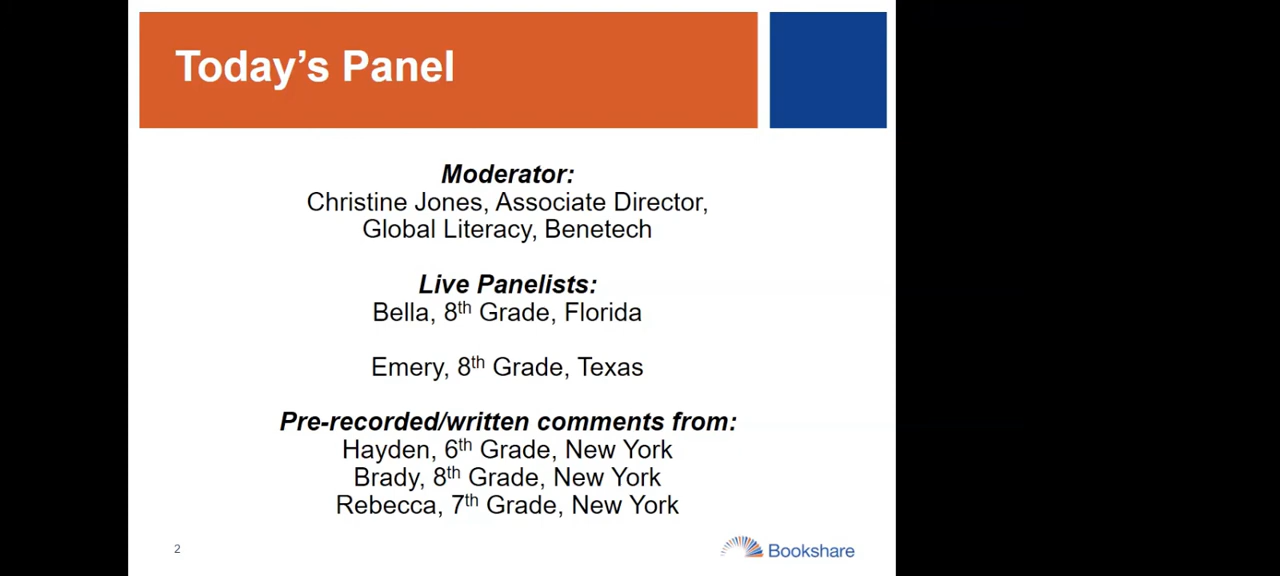 Today's Panel
Moderator:
Christine Jones, Associate Director,
Global Literacy, Benetech
Live Panelists:
Bella, 8th Grade, Florida
Emery, 8th Grade, Texas
Pre-recorded/written comments from:
Hayden, 6th Grade, New York
Brady, 8th Grade, New York
Rebecca, 7th Grade, New York
2
Bookshare